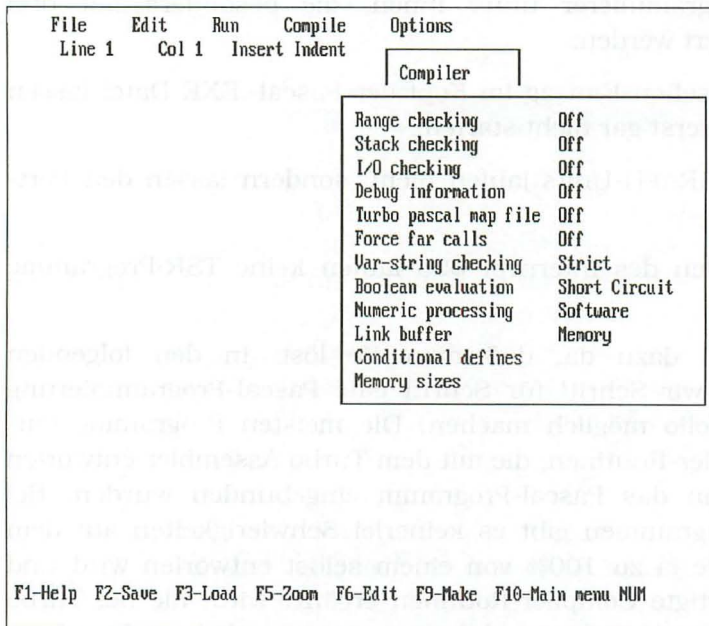 File Edit Run Compile Options
Line 1 Col 1 Insert Indent
Compiler
Range checking Off
Stack checking Off
I/O checking Off
Debug information Off
Turbo pascal map file Off
Force far calls Off
Var-string checking Strict
Boolean evaluation Short Circuit
Numeric processing Software
Link buffer Memory
Conditional defines
Memory sizes
F1-Help F2-Save F3-Load F5-Zoom F6-Edit F9-Make F10-Main menu NUM